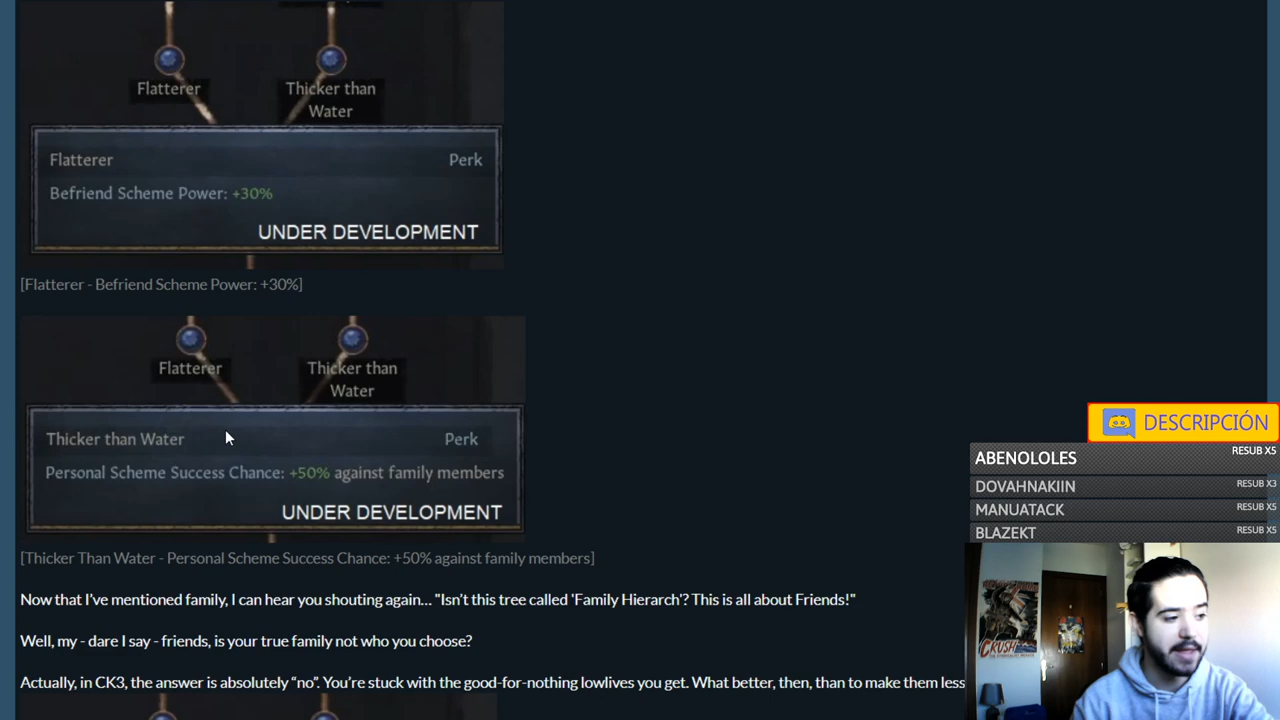 Flatterer
Thicker than
Water
Flatterer Perk
Befriend Scheme Power: +30%
UNDER DEVELOPMENT
[Flatterer - Befriend Scheme Power: +30%]
Flatterer
Thicker than
Water
Thicker than Water Perk
Personal Scheme Success Chance: +50% against family members
UNDER DEVELOPMENT
[Thicker Than Water - Personal Scheme Success Chance: +50% against family members]
Now that I've mentioned family, I can hear you shouting again... "Isn't this tree called 'Family Hierarch'? This is all about Friends!"
Well, my - dare I say - friends, is your true family not who you choose?
Actually, in CK3, the answer is absolutely “no”. You're stuck with the good-for-nothing lowlives you get. What better, then, than to make them less
DESCRIPCIÓN
ABENOLOLES RESUB X5
DOVAHNAKIIN RESUB X3
MANUATACK RESUB X5
BLAZEKT RESUB X5
CRUSH